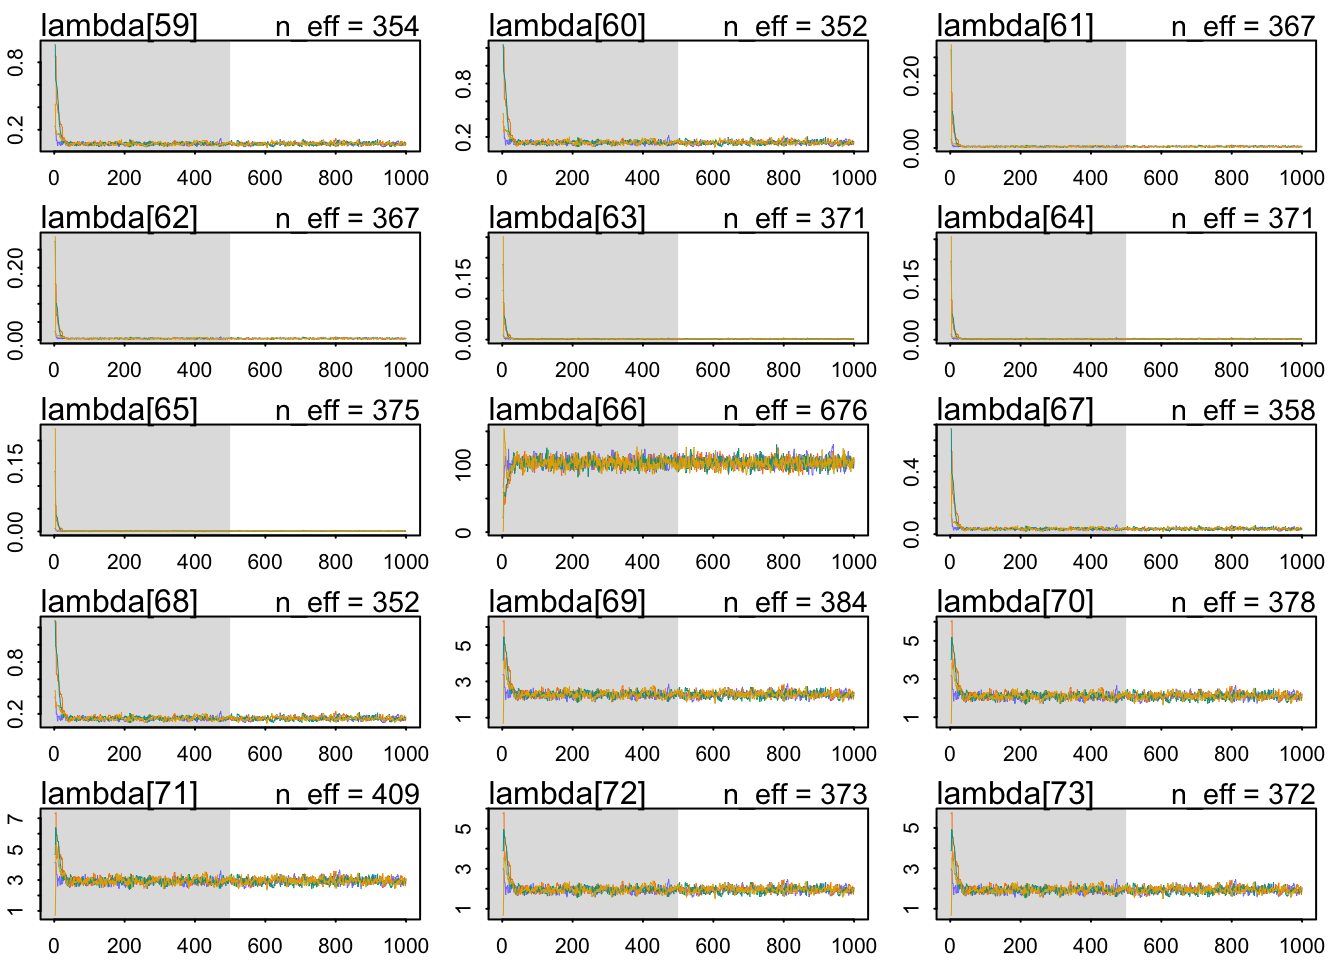 lambda[59] n_eff = 354 lambda[60] n_eff = 352 lambda[61] n_eff = 367
0.2 0.8 0.2 0.8 0.00 0.20
0 200 400 600 800 1000 0 200 400 600 800 1000 0 200 400 600 800 1000
lambda[62] n_eff = 367 lambda[63] n_eff = 371 lambda[64] n_eff = 371
0.00 0.20 0.00 0.15 0.00 0.15
0 200 400 600 800 1000 0 200 400 600 800 1000 0 200 400 600 800 1000
lambda[65] n_eff = 375 lambda[66] n_eff = 676 lambda[67] n_eff = 358
0.00 0.15 0 100 0.0 0.4
0 200 400 600 800 1000 0 200 400 600 800 1000 0 200 400 600 800 1000
lambda[68] n_eff = 352 lambda[69] n_eff = 384 lambda[70] n_eff = 378
0.2 0.8 1 3 5 1 3 5
0 200 400 600 800 1000 0 200 400 600 800 1000 0 200 400 600 800 1000
lambda[71] n_eff = 409 lambda[72] n_eff = 373 lambda[73] n_eff = 372
1 3 5 7 1 3 5 1 3 5
0 200 400 600 800 1000 0 200 400 600 800 1000 0 200 400 600 800 1000